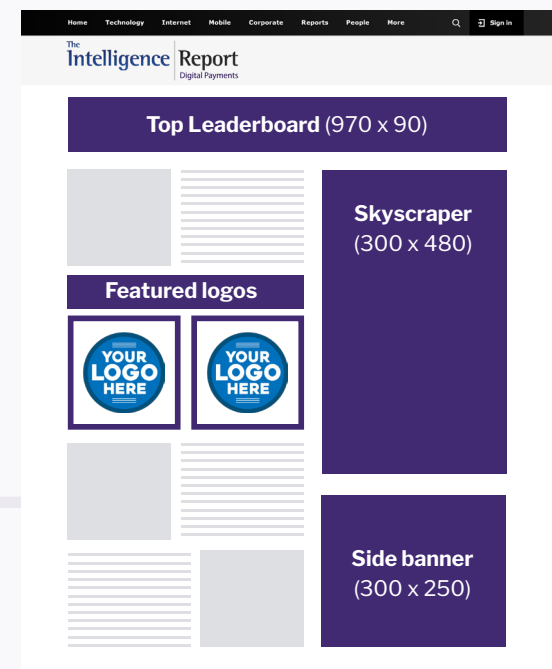 Home Technology Internet Mobile Corporate Reports People More Sign in
The
Intelligence Report
Digital Payments
Top Leaderboard (970 x 90)
Skyscraper
(300 x 480)
Featured logos
YOUR
LOGO
HERE
YOUR
LOGO
HERE
Side banner
(300 x 250)